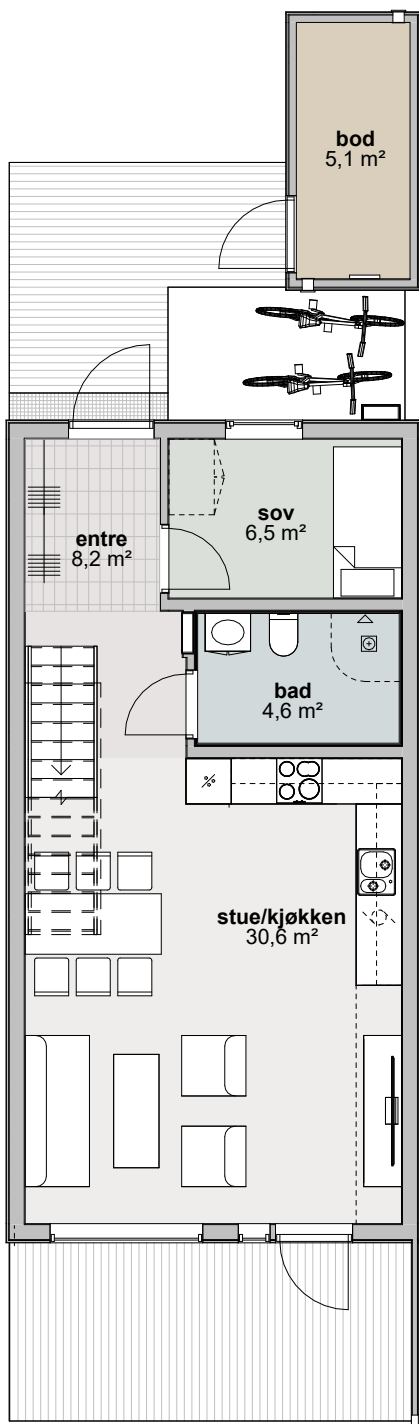 bod
5,1 m²
entre
8,2 m²
sov
6,5 m²
bad
4,6 m²
%
stue/kjøkken
30,6 m²